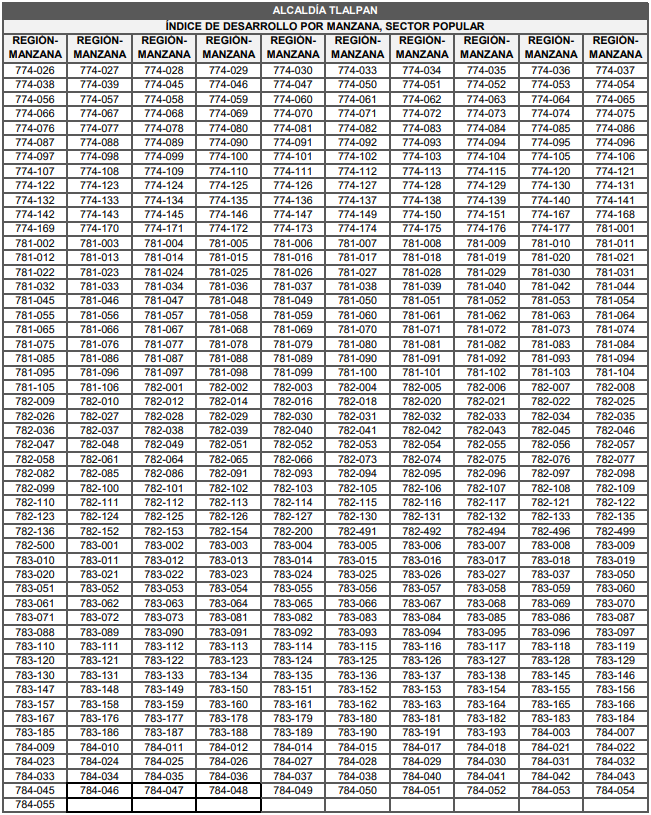 ALCALDÍA TLALPAN
ÍNDICE DE DESARROLLO POR MANZANA, SECTOR POPULAR
REGIÓN- REGIÓN- REGIÓN- REGIÓN- REGIÓN- REGIÓN- REGIÓN- REGIÓN- REGIÓN- REGIÓN-
MANZANA MANZANA MANZANA MANZANA MANZANA MANZANA MANZANA MANZANA MANZANA MANZANA
774-026 774-027 774-028 774-029 774-030 774-033 774-034 774-035 774-036 774-037
774-038 774-039 774-045 774-046 774-047 774-050 774-051 774-052 774-053 774-054
774-056 774-057 774-058 774-059 774-060 774-061 774-062 774-063 774-064 774-065
774-066 774-067 774-068 774-069 774-070 774-071 774-072 774-073 774-074 774-075
774-076 774-077 774-078 774-080 774-081 774-082 774-083 774-084 774-085 774-086
774-087 774-088 774-089 774-090 774-091 774-092 774-093 774-094 774-095 774-096
774-097 774-098 774-099 774-100 774-101 774-102 774-103 774-104 774-105 774-106
774-107 774-108 774-109 774-110 774-111 774-112 774-113 774-115 774-120 774-121
774-122 774-123 774-124 774-125 774-126 774-127 774-128 774-129 774-130 774-131
774-132 774-133 774-134 774-135 774-136 774-137 774-138 774-139 774-140 774-141
774-142 774-143 774-145 774-146 774-147 774-149 774-150 774-151 774-167 774-168
774-169 774-170 774-171 774-172 774-173 774-174 774-175 774-176 774-177 781-001
781-002 781-003 781-004 781-005 781-006 781-007 781-008 781-009 781-010 781-011
781-012 781-013 781-014 781-015 781-016 781-017 781-018 781-019 781-020 781-021
781-022 781-023 781-024 781-025 781-026 781-027 781-028 781-029 781-030 781-031
781-032 781-033 781-034 781-036 781-037 781-038 781-039 781-040 781-042 781-044
781-045 781-046 781-047 781-048 781-049 781-050 781-051 781-052 781-053 781-054
781-055 781-056 781-057 781-058 781-059 781-060 781-061 781-062 781-063 781-064
781-065 781-066 781-067 781-068 781-069 781-070 781-071 781-072 781-073 781-074
781-075 781-076 781-077 781-078 781-079 781-080 781-081 781-082 781-083 781-084
781-085 781-086 781-087 781-088 781-089 781-090 781-091 781-092 781-093 781-094
781-095 781-096 781-097 781-098 781-099 781-100 781-101 781-102 781-103 781-104
781-105 781-106 782-001 782-002 782-003 782-004 782-005 782-006 782-007 782-008
782-009 782-010 782-012 782-014 782-016 782-018 782-020 782-021 782-022 782-025
782-026 782-027 782-028 782-029 782-030 782-031 782-032 782-033 782-034 782-035
782-036 782-037 782-038 782-039 782-040 782-041 782-042 782-043 782-045 782-046
782-047 782-048 782-049 782-051 782-052 782-053 782-054 782-055 782-056 782-057
782-058 782-061 782-064 782-065 782-066 782-073 782-074 782-075 782-076 782-077
782-082 782-085 782-086 782-091 782-093 782-094 782-095 782-096 782-097 782-098
782-099 782-100 782-101 782-102 782-103 782-105 782-106 782-107 782-108 782-109
782-110 782-111 782-112 782-113 782-114 782-115 782-116 782-117 782-121 782-122
782-123 782-124 782-125 782-126 782-127 782-130 782-131 782-132 782-133 782-135
782-136 782-152 782-153 782-154 782-200 782-491 782-492 782-494 782-496 782-499
782-500 783-001 783-002 783-003 783-004 783-005 783-006 783-007 783-008 783-009
783-010 783-011 783-012 783-013 783-014 783-015 783-016 783-017 783-018 783-019
783-020 783-021 783-022 783-023 783-024 783-025 783-026 783-027 783-037 783-050
783-051 783-052 783-053 783-054 783-055 783-056 783-057 783-058 783-059 783-060
783-061 783-062 783-063 783-064 783-065 783-066 783-067 783-068 783-069 783-070
783-071 783-072 783-073 783-081 783-082 783-083 783-084 783-085 783-086 783-087
783-088 783-089 783-090 783-091 783-092 783-093 783-094 783-095 783-096 783-097
783-110 783-111 783-112 783-113 783-114 783-115 783-116 783-117 783-118 783-119
783-120 783-121 783-122 783-123 783-124 783-125 783-126 783-127 783-128 783-129
783-130 783-131 783-133 783-134 783-135 783-136 783-137 783-138 783-145 783-146
783-147 783-148 783-149 783-150 783-151 783-152 783-153 783-154 783-155 783-156
783-157 783-158 783-159 783-160 783-161 783-162 783-163 783-164 783-165 783-166
783-167 783-176 783-177 783-178 783-179 783-180 783-181 783-182 783-183 783-184
783-185 783-186 783-187 783-188 783-189 783-190 783-191 783-193 784-003 784-007
784-009 784-010 784-011 784-012 784-014 784-015 784-017 784-018 784-021 784-022
784-023 784-024 784-025 784-026 784-027 784-028 784-029 784-030 784-031 784-032
784-033 784-034 784-035 784-036 784-037 784-038 784-040 784-041 784-042 784-043
784-045 784-046 784-047 784-048 784-049 784-050 784-051 784-052 784-053 784-054
784-055